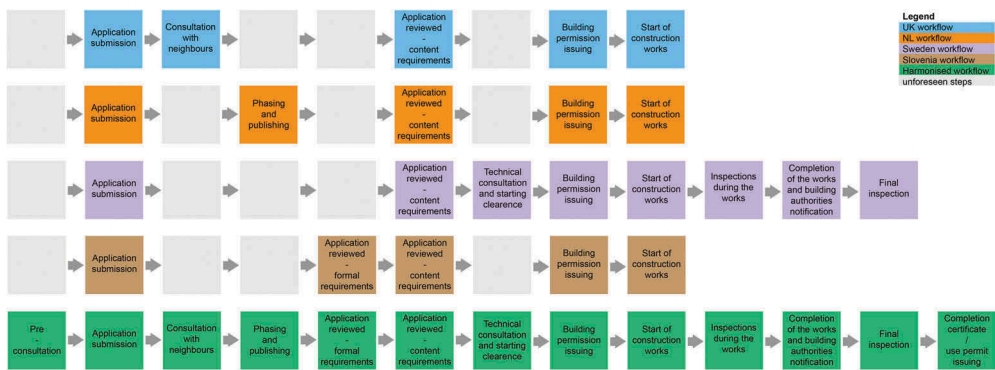 Legend
UK workflow
NL workflow
Sweden workflow
Slovenia workflow
Harmonised workflow
unforeseen steps
Application
submission
Consultation
with
neighbours
Application
reviewed
-
content
requirements
Building
permission
issuing
Start of
construction
works
Application
submission
Phasing
and
publishing
Application
reviewed
-
content
requirements
Building
permission
issuing
Start of
construction
works
Application
submission
Application
reviewed
-
content
requirements
Technical
consultation
and starting
clearence
Building
permission
issuing
Start of
construction
works
Inspections
during the
works
Completion
of the works
and building
authorities
notification
Final
inspection
Application
submission
Application
reviewed
-
formal
requirements
Application
reviewed
-
content
requirements
Building
permission
issuing
Start of
construction
works
Pre
-
consultation
Application
submission
Consultation
with
neighbours
Phasing
and
publishing
Application
reviewed
-
formal
requirements
Application
reviewed
-
content
requirements
Technical
consultation
and starting
clearence
Building
permission
issuing
Start of
construction
works
Inspections
during the
works
Completion
of the works
and building
authorities
notification
Final
inspection
Completion
certificate
/
use permit
issuing